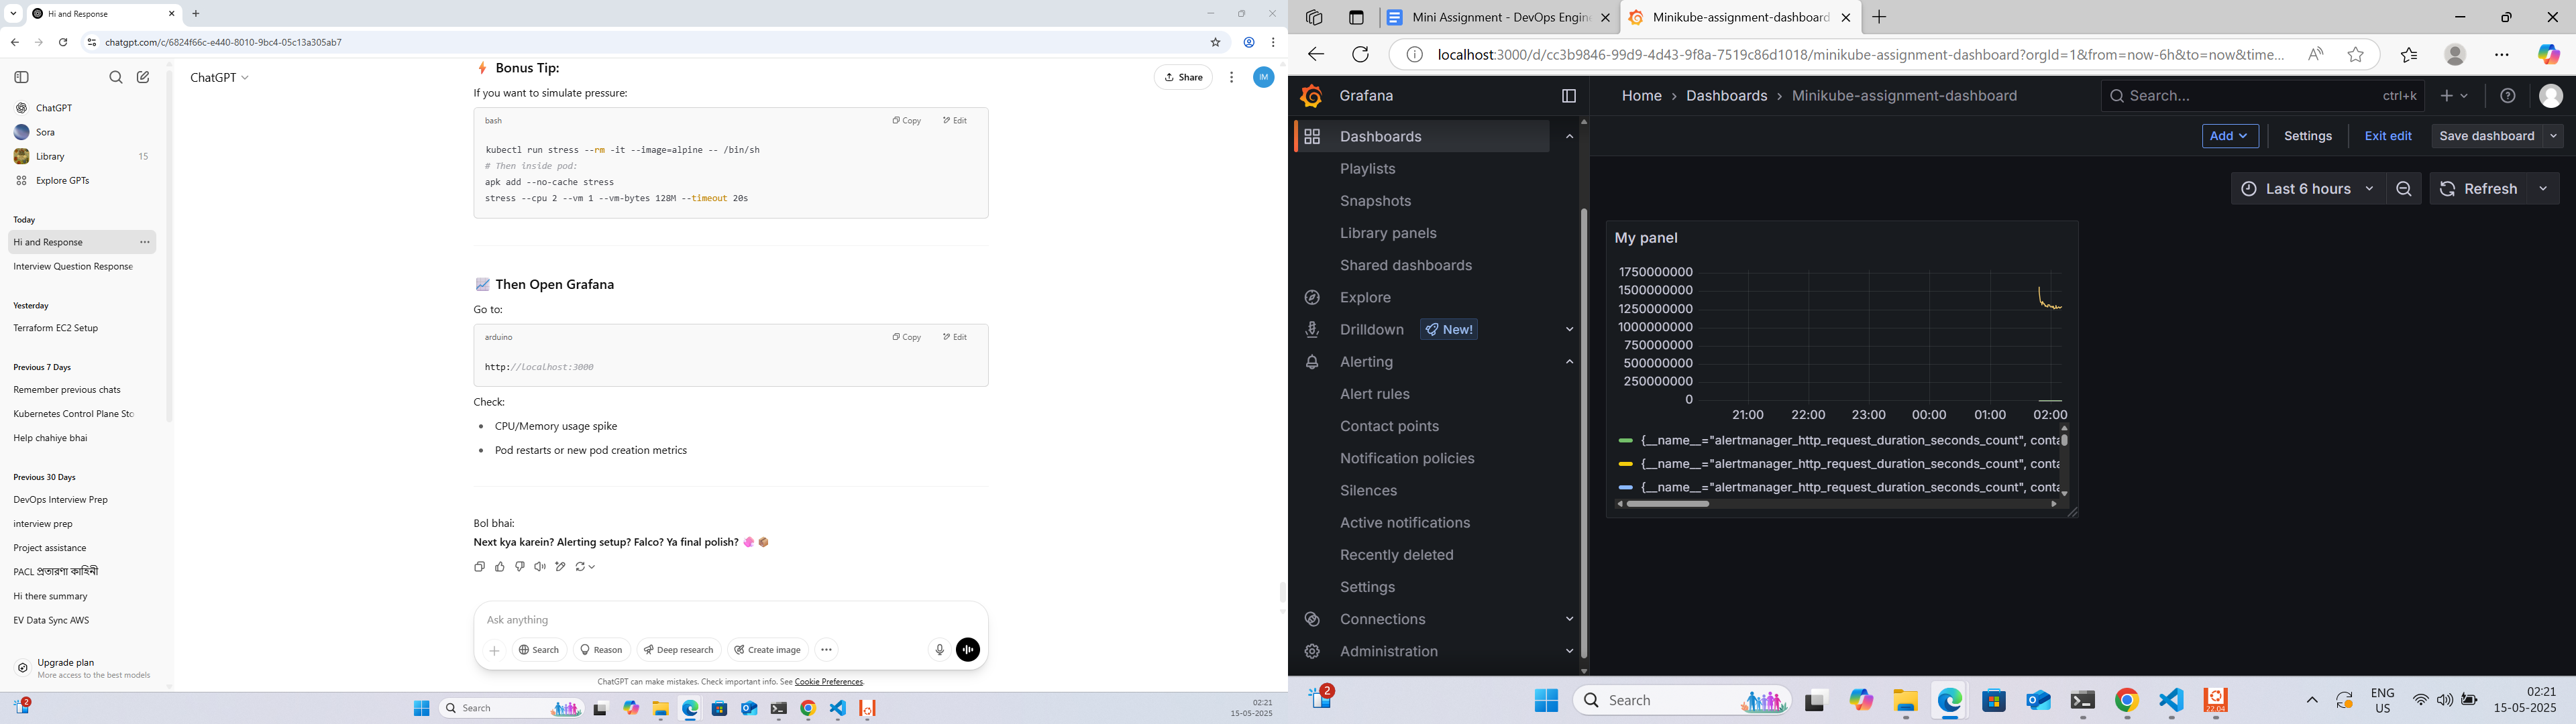 Hi and Response
chatgpt.com/c/6824f66c-e440-8010-9bc4-05c13a305ab7
ChatGPT
Sora
Library 15
Explore GPTs
Today
Hi and Response
Interview Question Response
Yesterday
Terraform EC2 Setup
Previous 7 Days
Remember previous chats
Kubernetes Control Plane Sto
Help chahiye bhai
Previous 30 Days
DevOps Interview Prep
interview prep
Project assistance
PACL প্রতারণা কাহিনী
Hi there summary
EV Data Sync AWS
Upgrade plan
More access to the best models
ChatGPT
Share
IM
Bonus Tip:
If you want to simulate pressure:
bash Copy Edit
kubectl run stress --rm -it --image=alpine -- /bin/sh
# Then inside pod:
apk add --no-cache stress
stress --cpu 2 --vm 1 --vm-bytes 128M --timeout 20s
Then Open Grafana
Go to:
arduino Copy Edit
http://localhost:3000
Check:
• CPU/Memory usage spike
• Pod restarts or new pod creation metrics
Bol bhai:
Next kya karein? Alerting setup? Falco? Ya final polish?
Ask anything
Search Reason Deep research Create image
ChatGPT can make mistakes. Check important info. See Cookie Preferences.
2
Search
02:21
15-05-2025
Mini Assignment - DevOps Engine
Minikube-assignment-dashboard
localhost:3000/d/cc3b9846-99d9-4d43-9f8a-7519c86d1018/minikube-assignment-dashboard?orgId=1&from=now-6h&to=now&time...
Grafana
Home › Dashboards › Minikube-assignment-dashboard
Search... ctrl+k
Add Settings Exit edit Save dashboard
Dashboards
Playlists
Snapshots
Library panels
Shared dashboards
Explore
Drilldown New!
Alerting
Alert rules
Contact points
Notification policies
Silences
Active notifications
Recently deleted
Settings
Connections
Administration
Last 6 hours
Refresh
My panel
1750000000
1500000000
1250000000
1000000000
750000000
500000000
250000000
0
21:00 22:00 23:00 00:00 01:00 02:00
{__name__="alertmanager_http_request_duration_seconds_count", conta
{__name__="alertmanager_http_request_duration_seconds_count", conta
{__name__="alertmanager_http_request_duration_seconds_count", conta
2
Search
22.04
ENG
US
02:21
15-05-2025